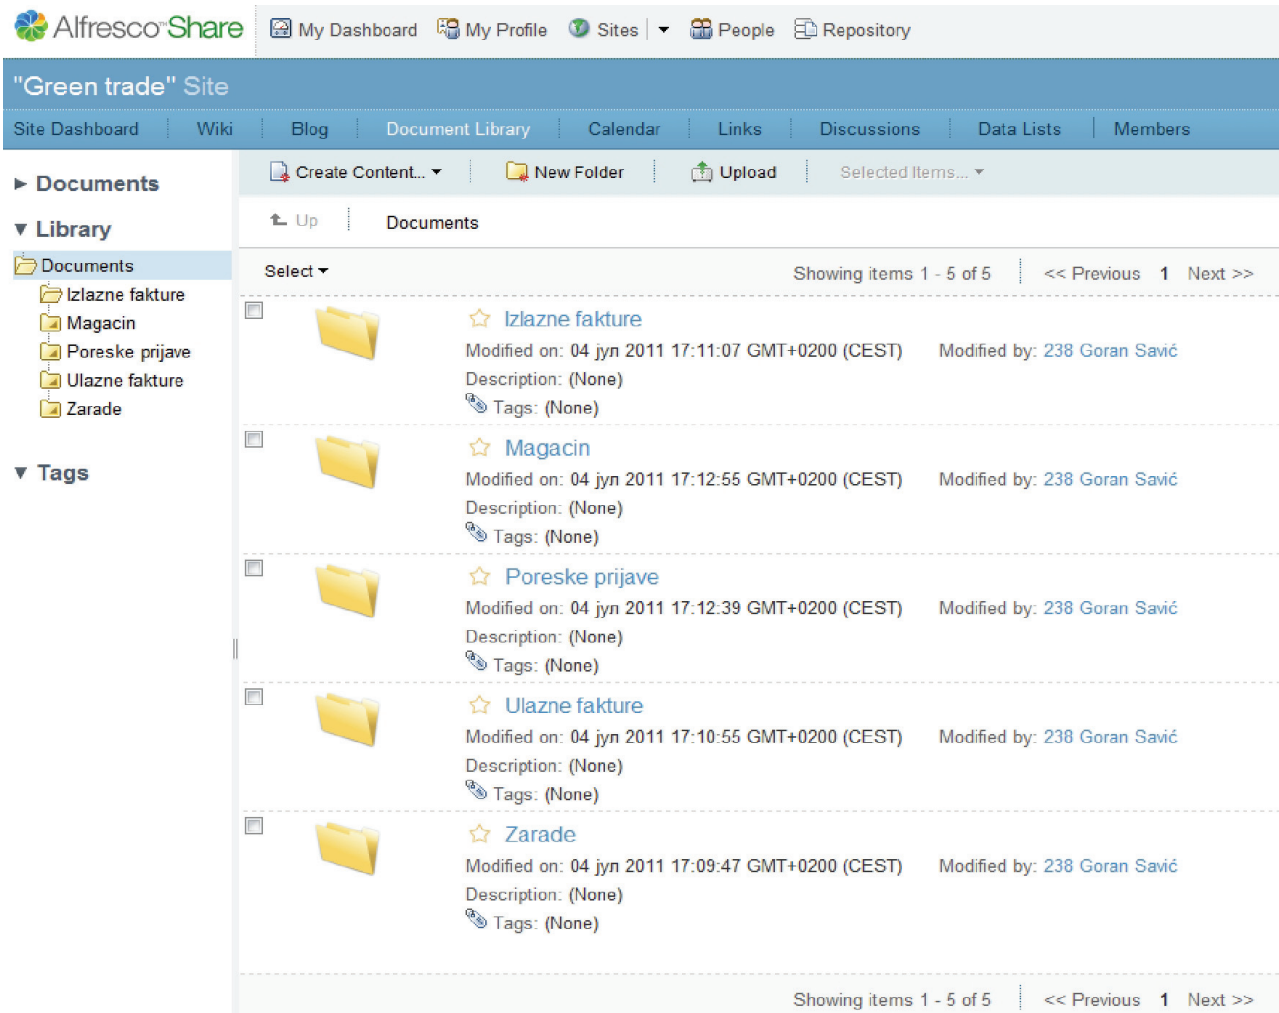 Alfresco™Share My Dashboard My Profile Sites People Repository
"Green trade" Site
Site Dashboard Wiki Blog Document Library Calendar Links Discussions Data Lists Members
Documents
Create Content... New Folder Upload Selected Items...
Library
Up Documents
Documents
Izlazne fakture
Magacin
Poreske prijave
Ulazne fakture
Zarade
Tags
Select Showing items 1 - 5 of 5 << Previous 1 Next >>
Izlazne fakture
Modified on: 04 јул 2011 17:11:07 GMT+0200 (CEST) Modified by: 238 Goran Savić
Description: (None)
Tags: (None)
Magacin
Modified on: 04 јул 2011 17:12:55 GMT+0200 (CEST) Modified by: 238 Goran Savić
Description: (None)
Tags: (None)
Poreske prijave
Modified on: 04 јул 2011 17:12:39 GMT+0200 (CEST) Modified by: 238 Goran Savić
Description: (None)
Tags: (None)
Ulazne fakture
Modified on: 04 јул 2011 17:10:55 GMT+0200 (CEST) Modified by: 238 Goran Savić
Description: (None)
Tags: (None)
Zarade
Modified on: 04 јул 2011 17:09:47 GMT+0200 (CEST) Modified by: 238 Goran Savić
Description: (None)
Tags: (None)
Showing items 1 - 5 of 5 << Previous 1 Next >>